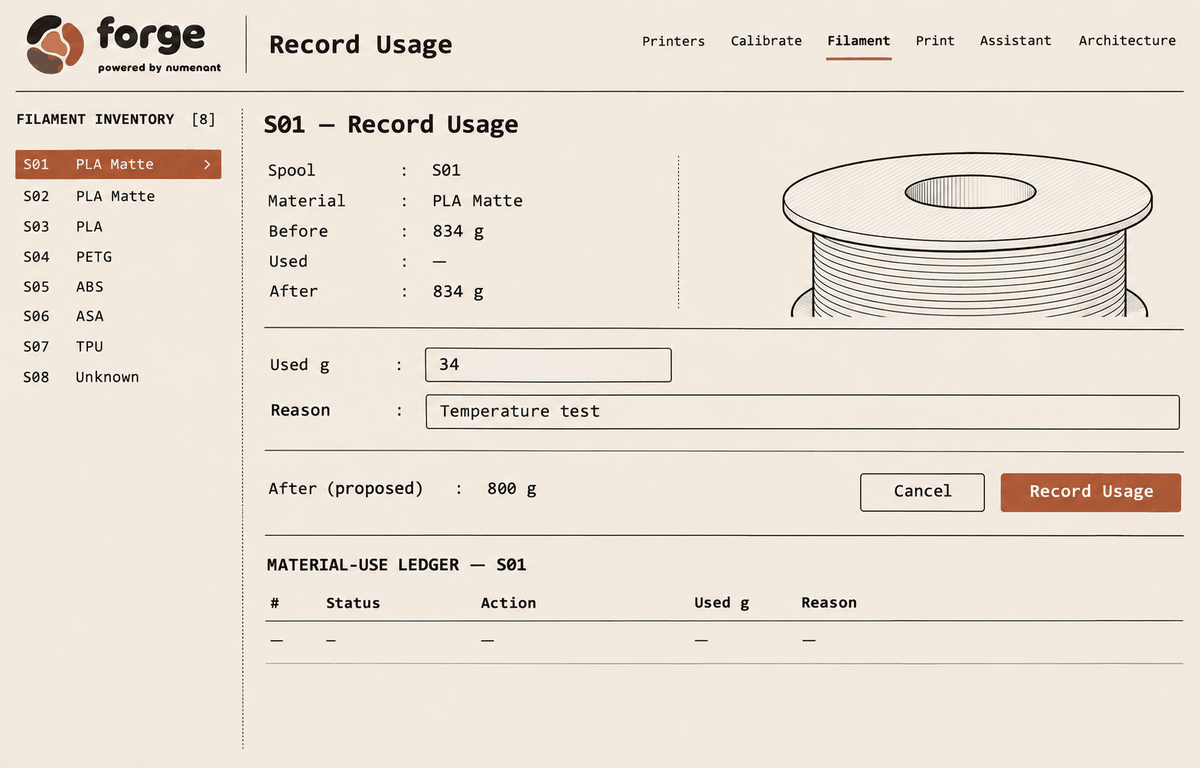 forge
powered by numenant
Record Usage
Printers Calibrate Filament Print Assistant Architecture
FILAMENT INVENTORY [8]
S01 PLA Matte >
S02 PLA Matte
S03 PLA
S04 PETG
S05 ABS
S06 ASA
S07 TPU
S08 Unknown
S01 — Record Usage
Spool : S01
Material : PLA Matte
Before : 834 g
Used : —
After : 834 g
Used g : 34
Reason : Temperature test
After (proposed) : 800 g
Cancel
Record Usage
MATERIAL-USE LEDGER — S01
# Status Action Used g Reason
— — — — —